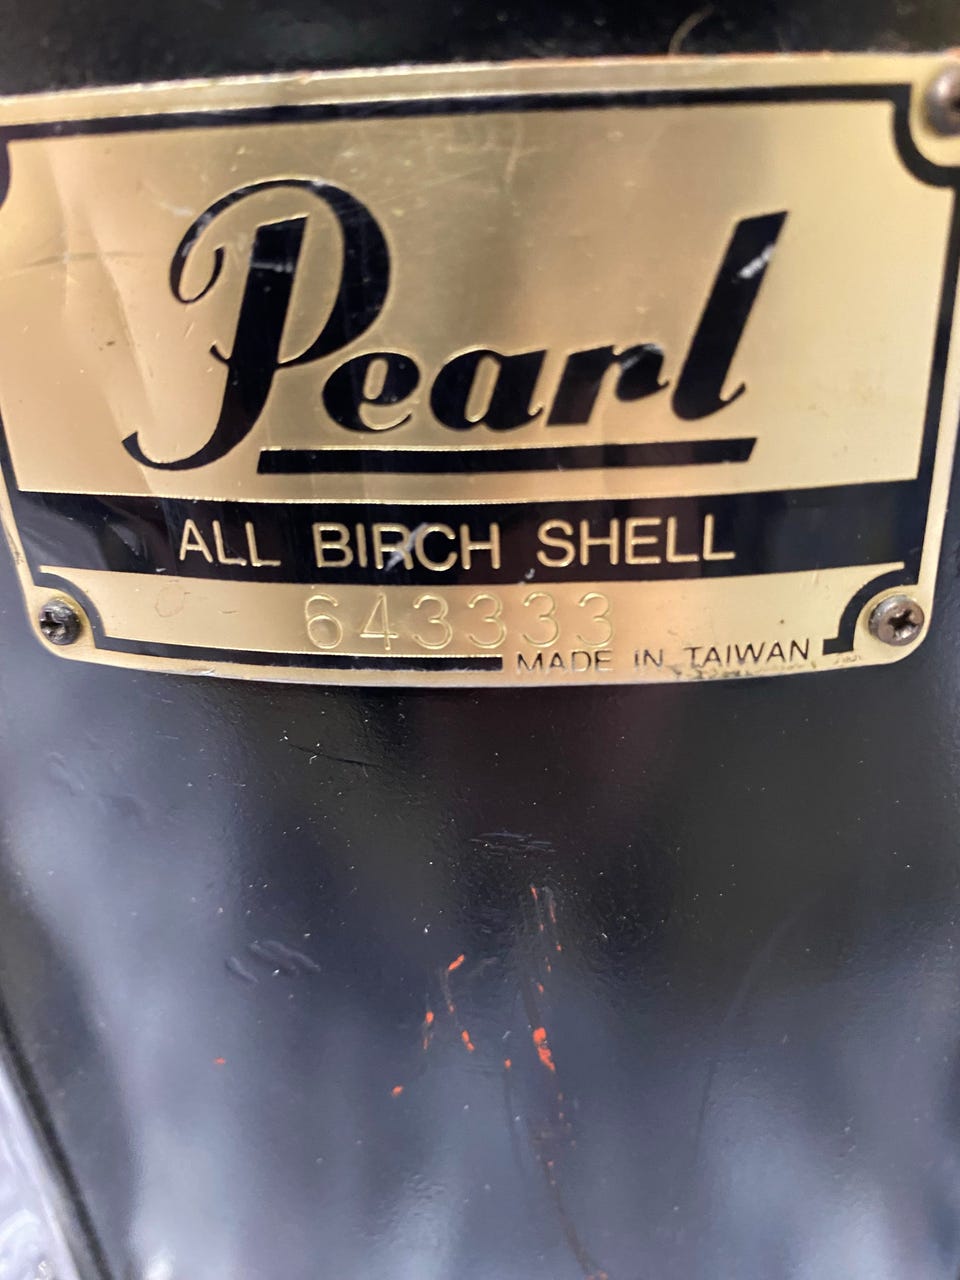 Pearl
ALL BIRCH SHELL
643333
MADE IN TAIWAN